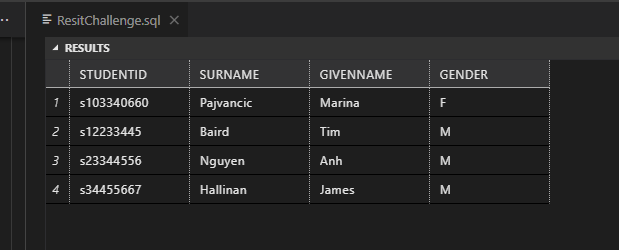 ResitChallenge.sql
RESULTS
STUDENTID SURNAME GIVENNAME GENDER
1 s103340660 Pajvancic Marina F
2 s12233445 Baird Tim M
3 s23344556 Nguyen Anh M
4 s34455667 Hallinan James M